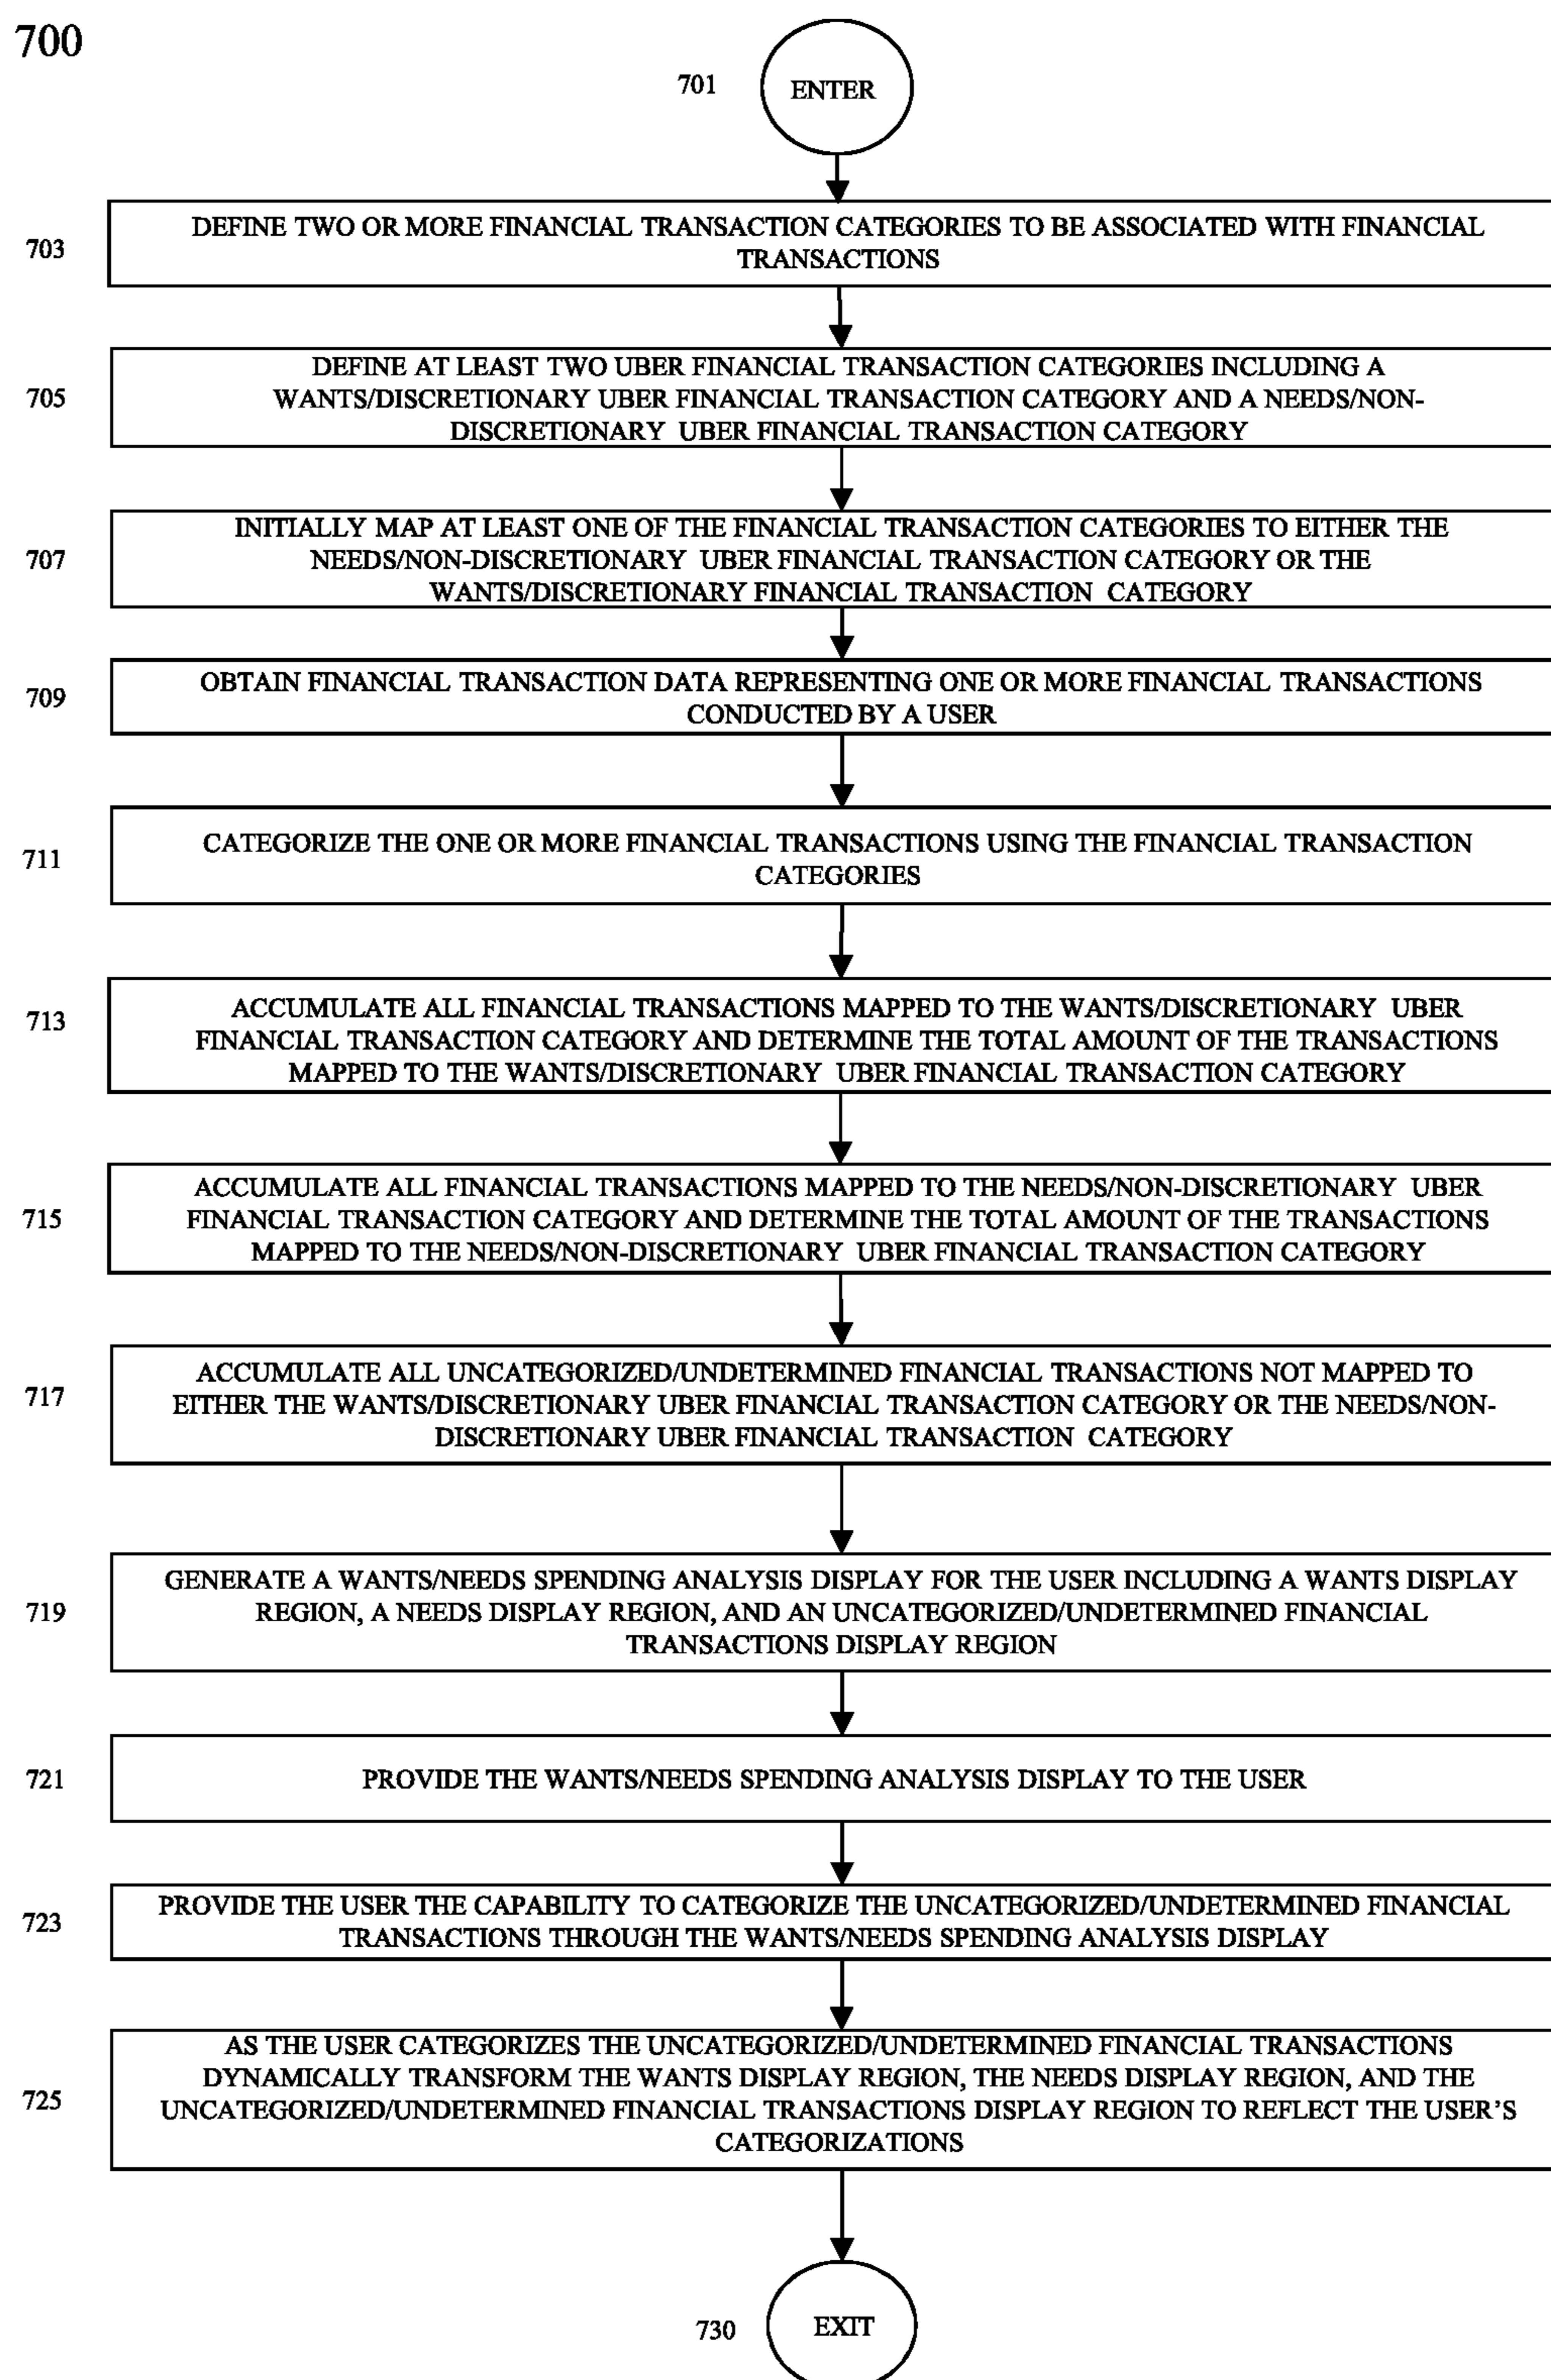 700
701
ENTER
703
DEFINE TWO OR MORE FINANCIAL TRANSACTION CATEGORIES TO BE ASSOCIATED WITH FINANCIAL
TRANSACTIONS
705
DEFINE AT LEAST TWO UBER FINANCIAL TRANSACTION CATEGORIES INCLUDING A
WANTS/DISCRETIONARY UBER FINANCIAL TRANSACTION CATEGORY AND A NEEDS/NON-
DISCRETIONARY UBER FINANCIAL TRANSACTION CATEGORY
707
INITIALLY MAP AT LEAST ONE OF THE FINANCIAL TRANSACTION CATEGORIES TO EITHER THE
NEEDS/NON-DISCRETIONARY UBER FINANCIAL TRANSACTION CATEGORY OR THE
WANTS/DISCRETIONARY FINANCIAL TRANSACTION CATEGORY
709
OBTAIN FINANCIAL TRANSACTION DATA REPRESENTING ONE OR MORE FINANCIAL TRANSACTIONS
CONDUCTED BY A USER
711
CATEGORIZE THE ONE OR MORE FINANCIAL TRANSACTIONS USING THE FINANCIAL TRANSACTION
CATEGORIES
713
ACCUMULATE ALL FINANCIAL TRANSACTIONS MAPPED TO THE WANTS/DISCRETIONARY UBER
FINANCIAL TRANSACTION CATEGORY AND DETERMINE THE TOTAL AMOUNT OF THE TRANSACTIONS
MAPPED TO THE WANTS/DISCRETIONARY UBER FINANCIAL TRANSACTION CATEGORY
715
ACCUMULATE ALL FINANCIAL TRANSACTIONS MAPPED TO THE NEEDS/NON-DISCRETIONARY UBER
FINANCIAL TRANSACTION CATEGORY AND DETERMINE THE TOTAL AMOUNT OF THE TRANSACTIONS
MAPPED TO THE NEEDS/NON-DISCRETIONARY UBER FINANCIAL TRANSACTION CATEGORY
717
ACCUMULATE ALL UNCATEGORIZED/UNDETERMINED FINANCIAL TRANSACTIONS NOT MAPPED TO
EITHER THE WANTS/DISCRETIONARY UBER FINANCIAL TRANSACTION CATEGORY OR THE NEEDS/NON-
DISCRETIONARY UBER FINANCIAL TRANSACTION CATEGORY
719
GENERATE A WANTS/NEEDS SPENDING ANALYSIS DISPLAY FOR THE USER INCLUDING A WANTS DISPLAY
REGION, A NEEDS DISPLAY REGION, AND AN UNCATEGORIZED/UNDETERMINED FINANCIAL
TRANSACTIONS DISPLAY REGION
721
PROVIDE THE WANTS/NEEDS SPENDING ANALYSIS DISPLAY TO THE USER
723
PROVIDE THE USER THE CAPABILITY TO CATEGORIZE THE UNCATEGORIZED/UNDETERMINED FINANCIAL
TRANSACTIONS THROUGH THE WANTS/NEEDS SPENDING ANALYSIS DISPLAY
725
AS THE USER CATEGORIZES THE UNCATEGORIZED/UNDETERMINED FINANCIAL TRANSACTIONS
DYNAMICALLY TRANSFORM THE WANTS DISPLAY REGION, THE NEEDS DISPLAY REGION, AND THE
UNCATEGORIZED/UNDETERMINED FINANCIAL TRANSACTIONS DISPLAY REGION TO REFLECT THE USER'S
CATEGORIZATIONS
730
EXIT